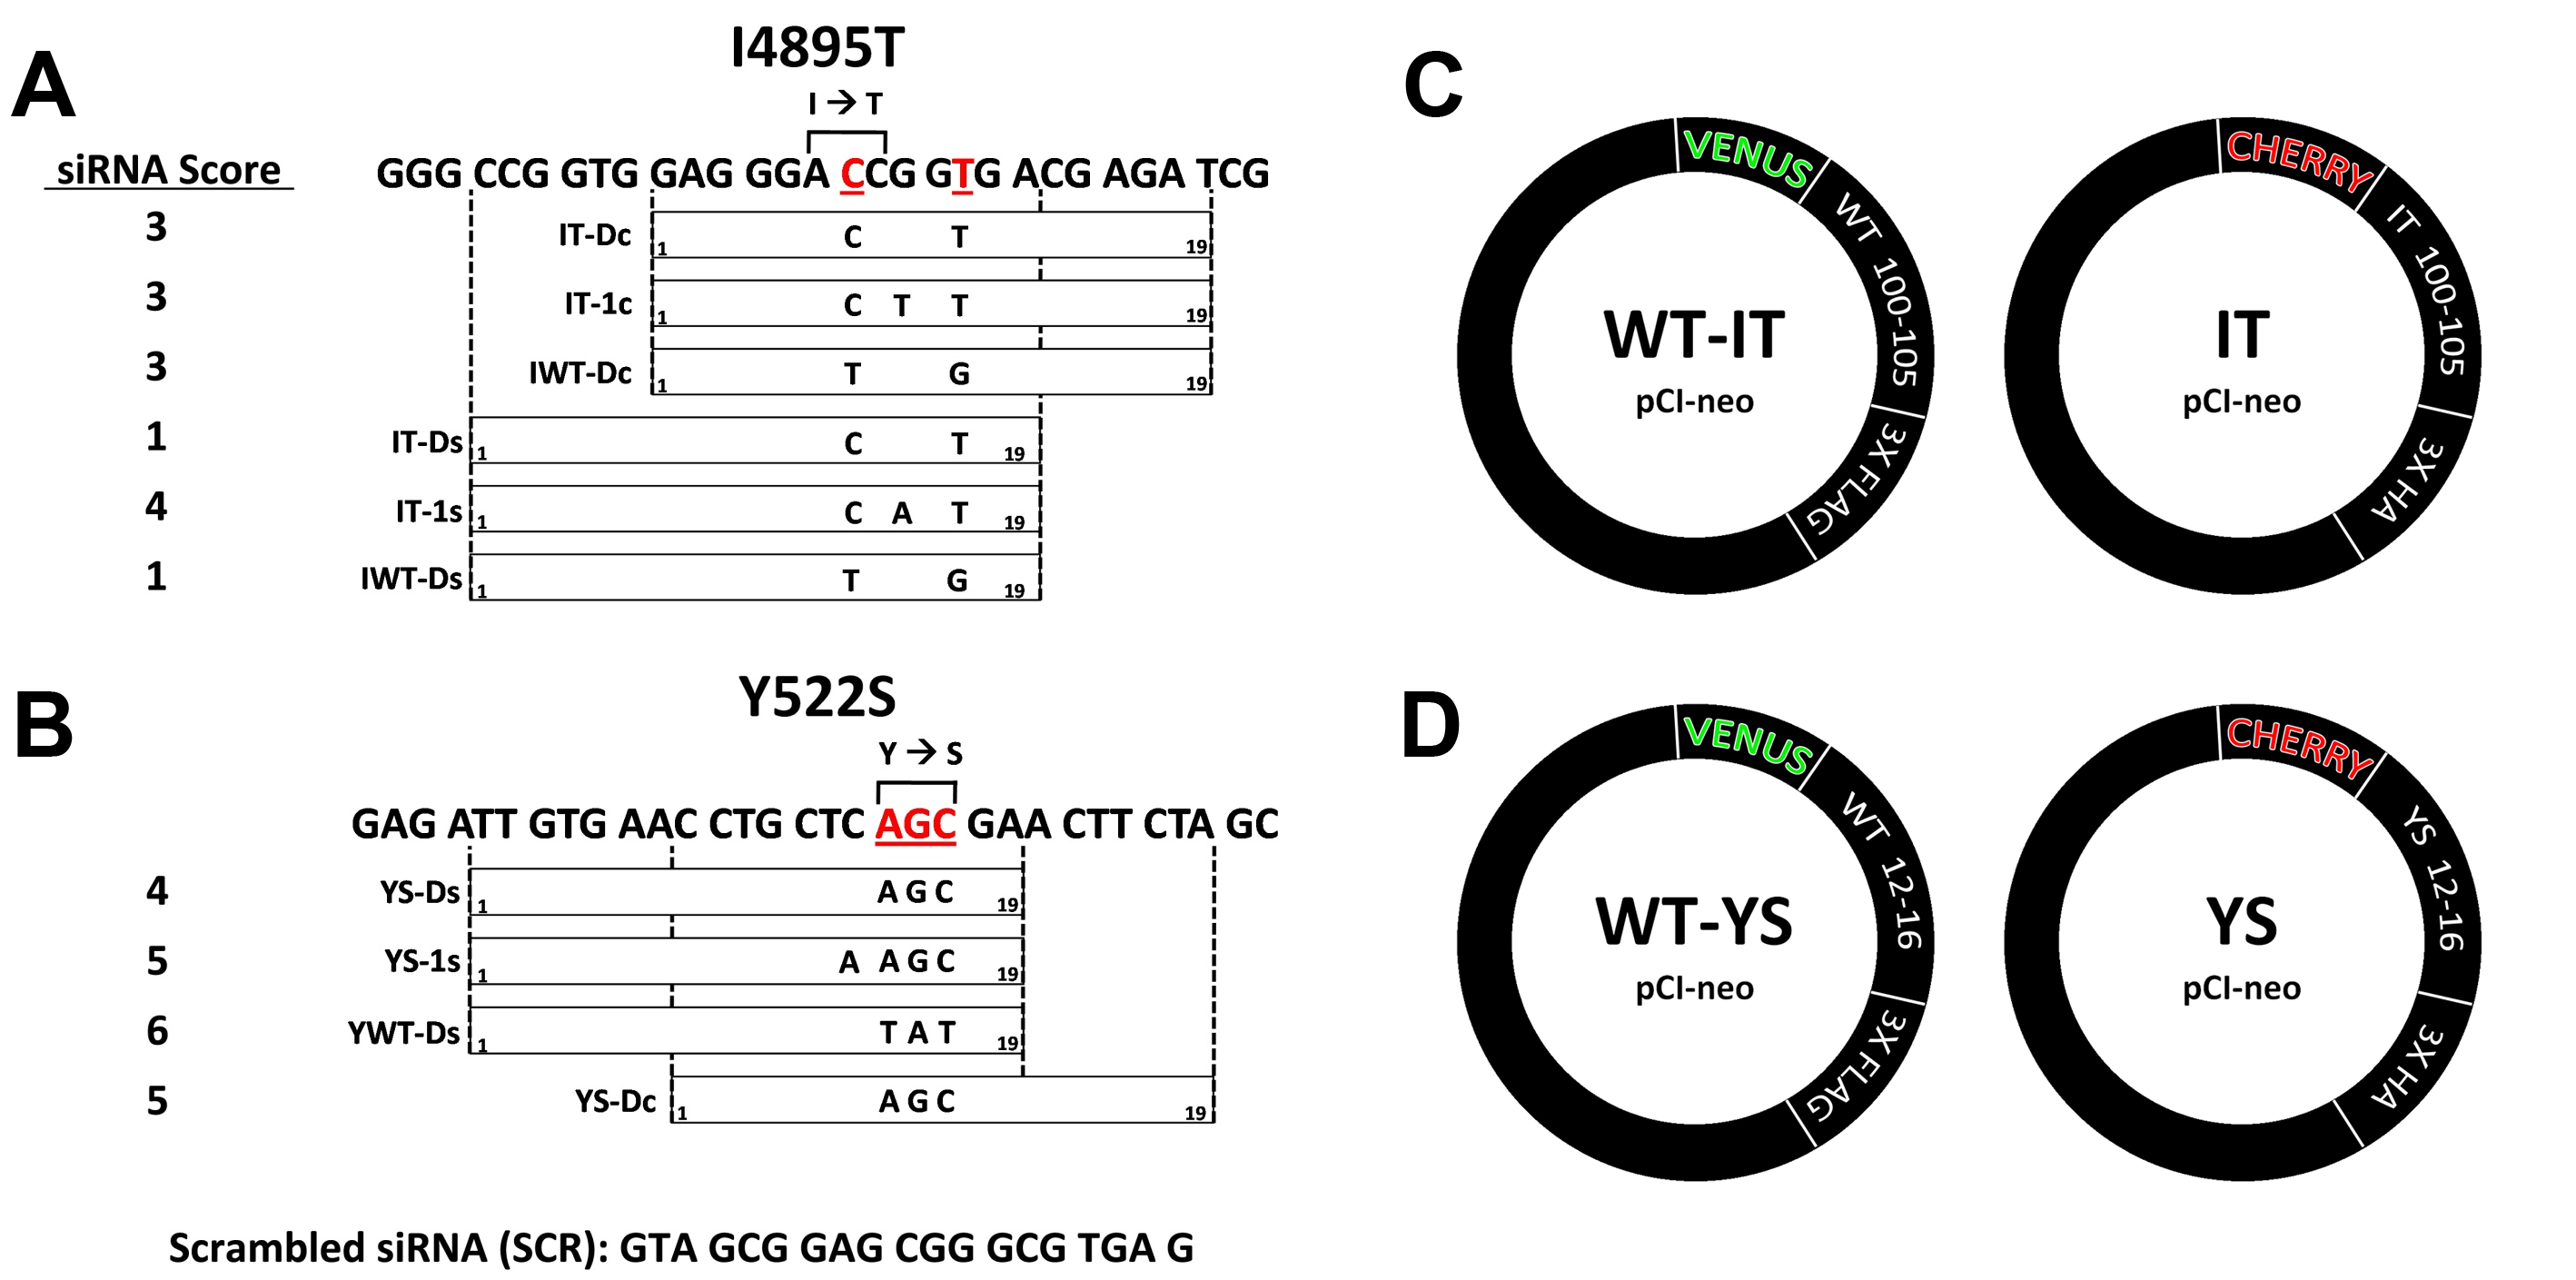 A
I4895T
I → T
siRNA Score
GGG CCG GTG GAG GGA CCG GTG ACG AGA TCG
3 IT-Dc 1 C T 19
3 IT-1c 1 C T T 19
3 IWT-Dc 1 T G 19
1 IT-Ds 1 C T 19
4 IT-1s 1 C A T 19
1 IWT-Ds 1 T G 19
B
Y522S
Y → S
GAG ATT GTG AAC CTG CTC AGC GAA CTT CTA GC
4 YS-Ds 1 A G C 19
5 YS-1s 1 A A G C 19
6 YWT-Ds 1 T A T 19
5 YS-Dc 1 A G C 19
Scrambled siRNA (SCR): GTA GCG GAG CGG GCG TGA G
C
VENUS
WT 100-105
3X FLAG
WT-IT
pCI-neo
CHERRY
IT 100-105
3X HA
IT
pCI-neo
D
VENUS
WT 12-16
3X FLAG
WT-YS
pCI-neo
CHERRY
YS 12-16
3X HA
YS
pCI-neo